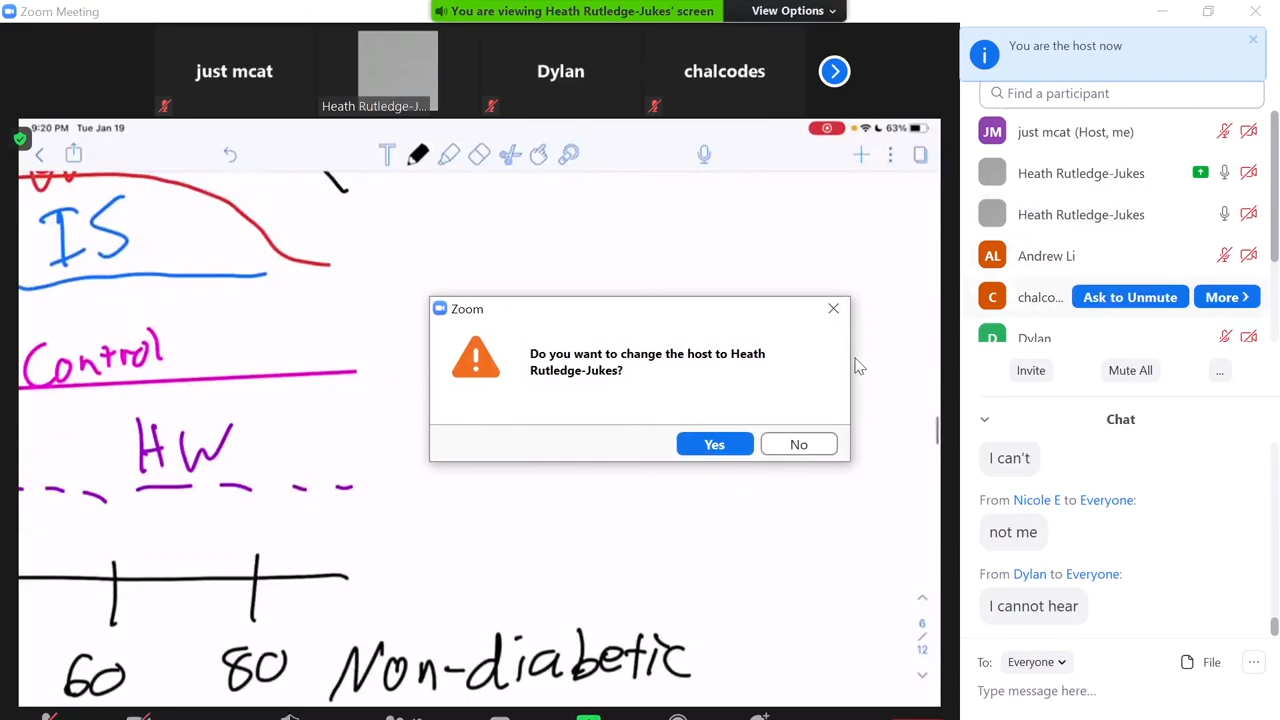 Zoom Meeting
You are viewing Heath Rutledge-Jukes' screen
View Options
just mcat
Heath Rutledge-J...
Dylan
chalcodes
9:20 PM Tue Jan 19
63%
T
IS
Control
HW
60
80
Non-diabetic
6
/
12
Zoom
Do you want to change the host to Heath
Rutledge-Jukes?
Yes
No
You are the host now
Find a participant
JM just mcat (Host, me)
Heath Rutledge-Jukes
Heath Rutledge-Jukes
AL Andrew Li
C chalco... Ask to Unmute More
D Dylan
Invite Mute All ...
Chat
I can't
From Nicole E to Everyone:
not me
From Dylan to Everyone:
I cannot hear
To: Everyone File ...
Type message here...